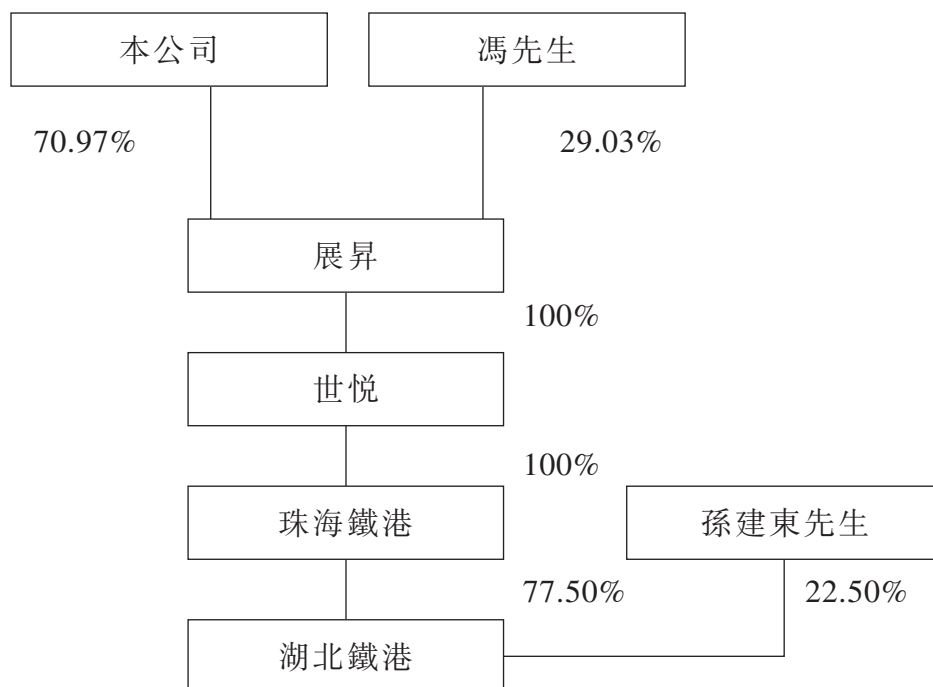 本公司
馮先生
70.97%
29.03%
展昇
100%
世悦
100%
珠海鐵港
孫建東先生
77.50%
22.50%
湖北鐵港